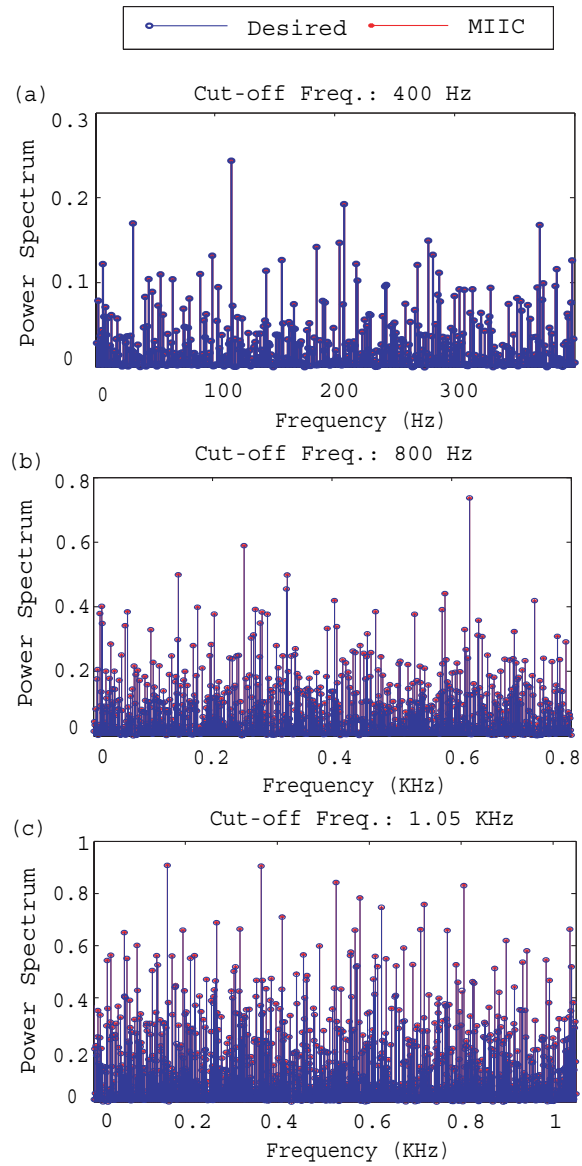 Desired MIIC
(a)
Cut-off Freq.: 400 Hz
Power Spectrum
0.3
0.2
0.1
0
0 100 200 300
Frequency (Hz)
(b)
Cut-off Freq.: 800 Hz
Power Spectrum
0.8
0.6
0.4
0.2
0
0 0.2 0.4 0.6 0.8
Frequency (KHz)
(c)
Cut-off Freq.: 1.05 KHz
Power Spectrum
1
0.8
0.6
0.4
0.2
0
0 0.2 0.4 0.6 0.8 1
Frequency (KHz)